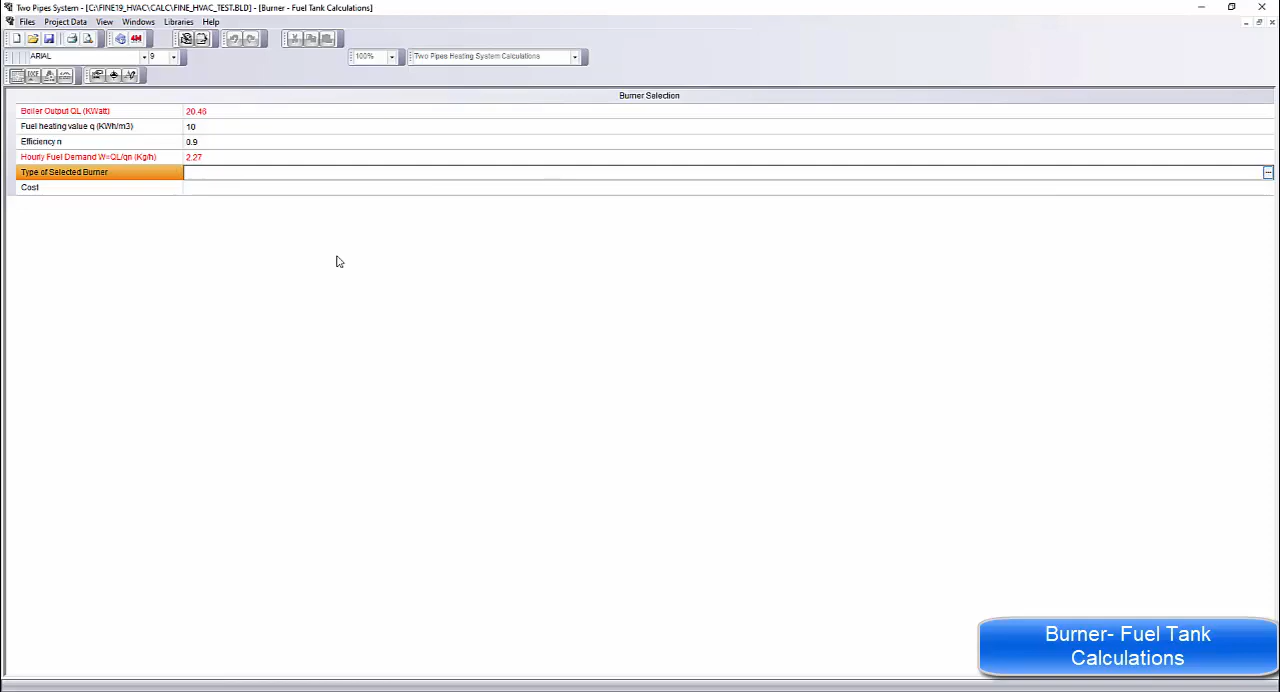 Two Pipes System - [C:\FINE19_HVAC\CALC\FINE_HVAC_TEST.BLD] - [Burner - Fuel Tank Calculations]
Files Project Data View Windows Libraries Help
4M
ARIAL 9 100% Two Pipes Heating System Calculations
Burner Selection
Boiler Output QL (KWatt) 20.46
Fuel heating value q (KWh/m3) 10
Efficiency n 0.9
Hourly Fuel Demand W=QL/qn (Kg/h) 2.27
Type of Selected Burner
Cost
Burner- Fuel Tank
Calculations